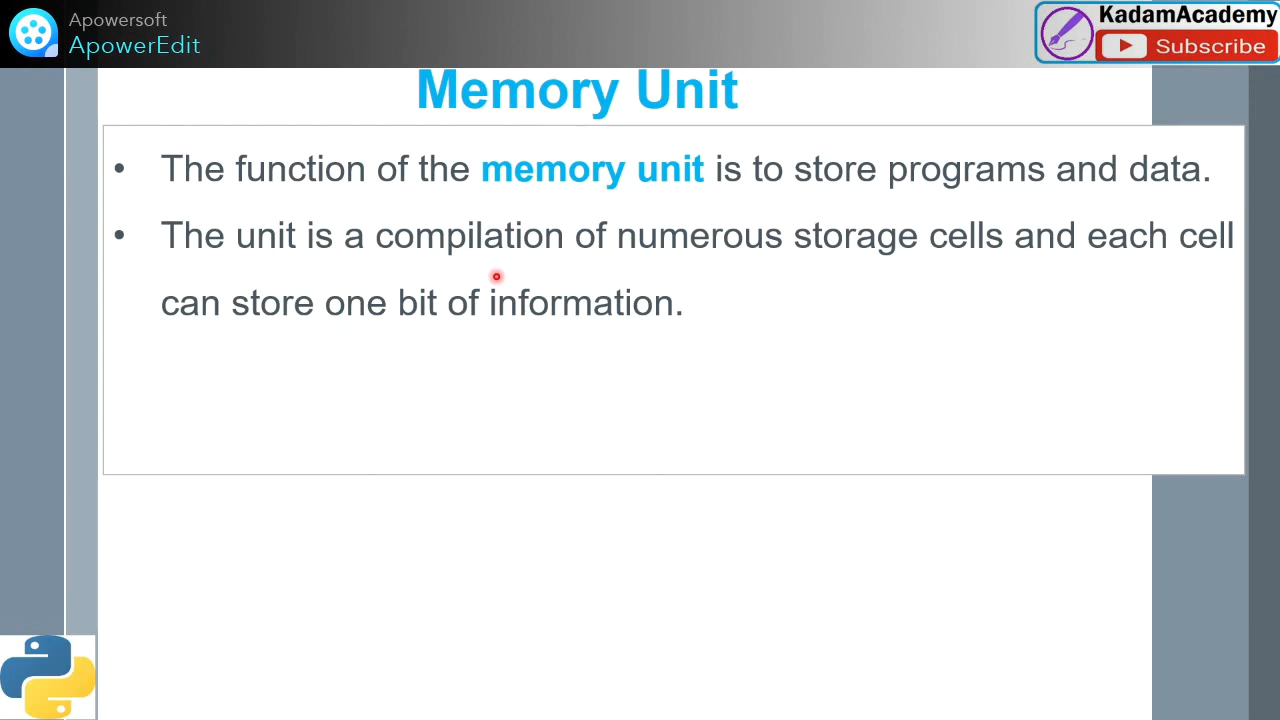 Apowersoft
ApowerEdit
KadamAcademy
Subscribe
Memory Unit
• The function of the memory unit is to store programs and data.
• The unit is a compilation of numerous storage cells and each cell
can store one bit of information.